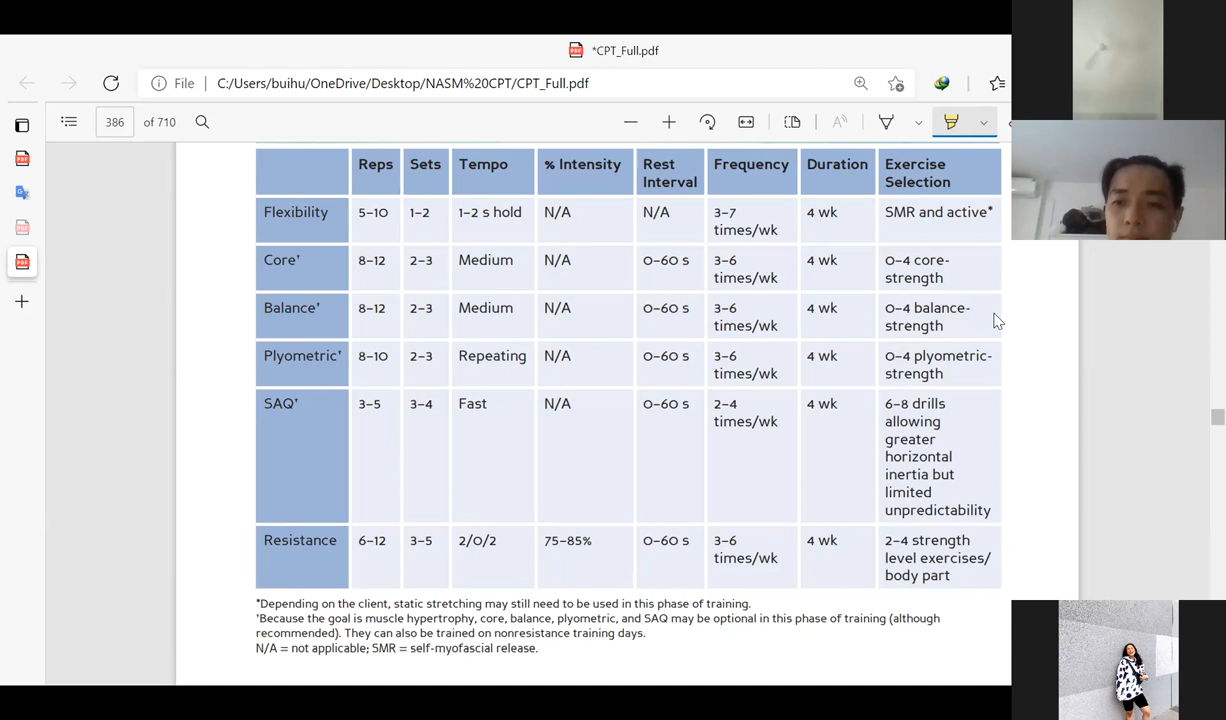 *CPT_Full.pdf
File C:/Users/buihu/OneDrive/Desktop/NASM%20CPT/CPT_Full.pdf
386 of 710
Reps Sets Tempo % Intensity Rest Interval Frequency Duration Exercise Selection
Flexibility 5–10 1–2 1–2 s hold N/A N/A 3–7 times/wk 4 wk SMR and active*
Core† 8–12 2–3 Medium N/A 0–60 s 3–6 times/wk 4 wk 0–4 core-strength
Balance† 8–12 2–3 Medium N/A 0–60 s 3–6 times/wk 4 wk 0–4 balance-strength
Plyometric† 8–10 2–3 Repeating N/A 0–60 s 3–6 times/wk 4 wk 0–4 plyometric-strength
SAQ† 3–5 3–4 Fast N/A 0–60 s 2–4 times/wk 4 wk 6–8 drills allowing greater horizontal inertia but limited unpredictability
Resistance 6–12 3–5 2/0/2 75–85% 0–60 s 3–6 times/wk 4 wk 2–4 strength level exercises/ body part
*Depending on the client, static stretching may still need to be used in this phase of training.
†Because the goal is muscle hypertrophy, core, balance, plyometric, and SAQ may be optional in this phase of training (although
recommended). They can also be trained on nonresistance training days.
N/A = not applicable; SMR = self-myofascial release.